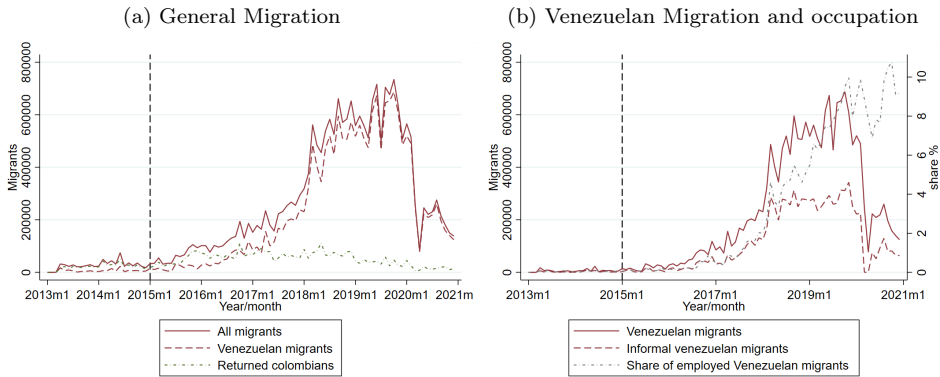 (a) General Migration
Migrants
0 200000 400000 600000 800000
2013m1 2014m1 2015m1 2016m1 2017m1 2018m1 2019m1 2020m1 2021m1
Year/month
All migrants
Venezuelan migrants
Returned colombians
(b) Venezuelan Migration and occupation
Migrants
0 200000 400000 600000 800000
0 2 4 6 8 10
share %
2013m1 2015m1 2017m1 2019m1 2021m1
Year/month
Venezuelan migrants
Informal venezuelan migrants
Share of employed Venezuelan migrants